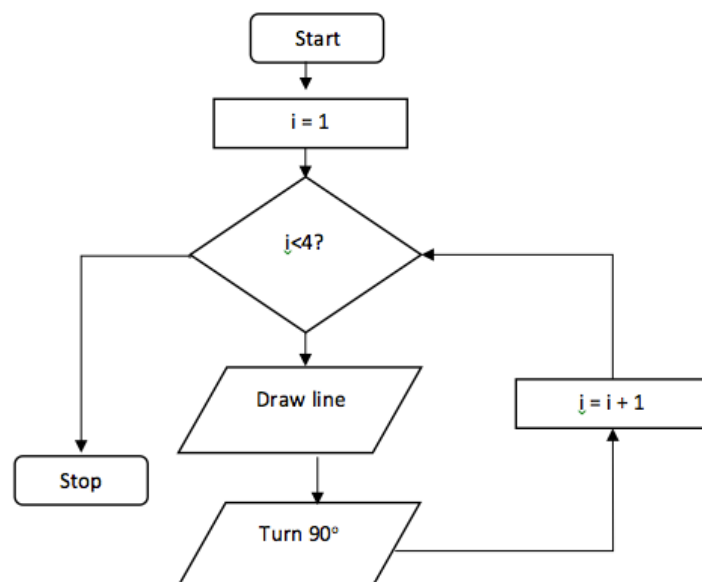 Start
i = 1
i<4?
Draw line
i = i + 1
Stop
Turn 90°